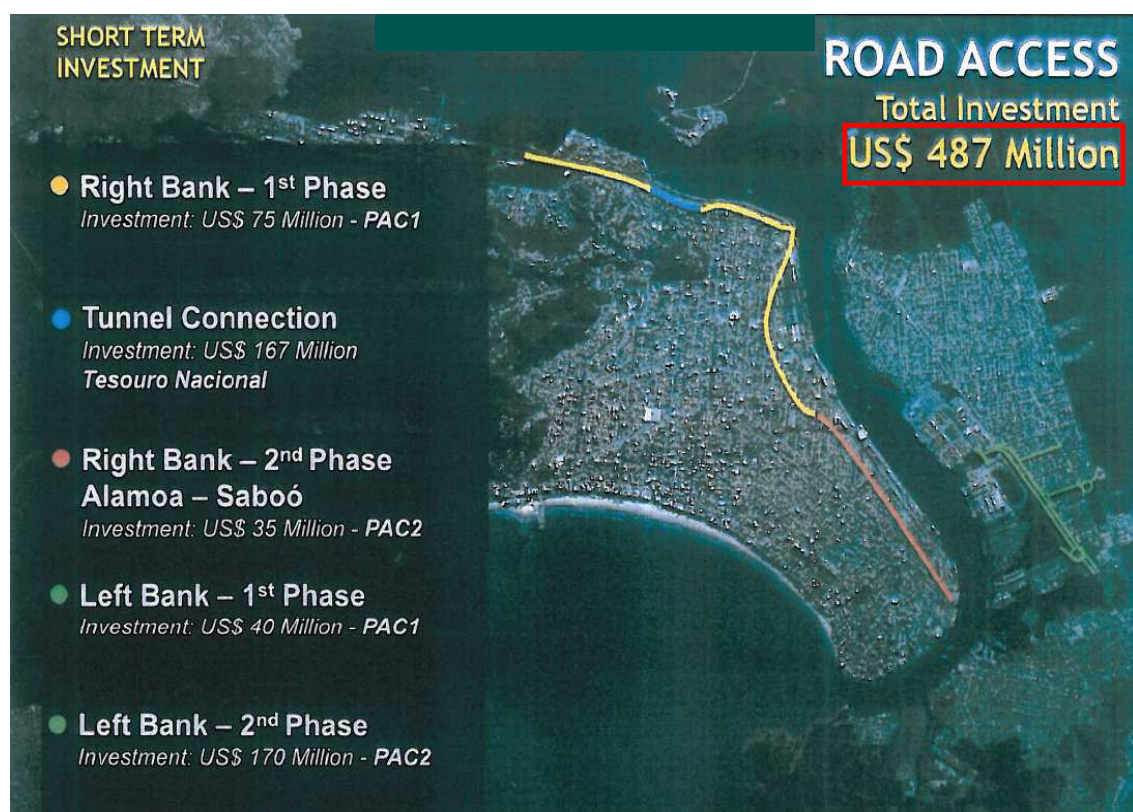 SHORT TERM
INVESTMENT
ROAD ACCESS
Total Investment
US$ 487 Million
Right Bank – 1st Phase
Investment: US$ 75 Million - PAC1
Tunnel Connection
Investment: US$ 167 Million
Tesouro Nacional
Right Bank – 2nd Phase
Alamoa – Saboó
Investment: US$ 35 Million - PAC2
Left Bank – 1st Phase
Investment: US$ 40 Million - PAC1
Left Bank – 2nd Phase
Investment: US$ 170 Million - PAC2